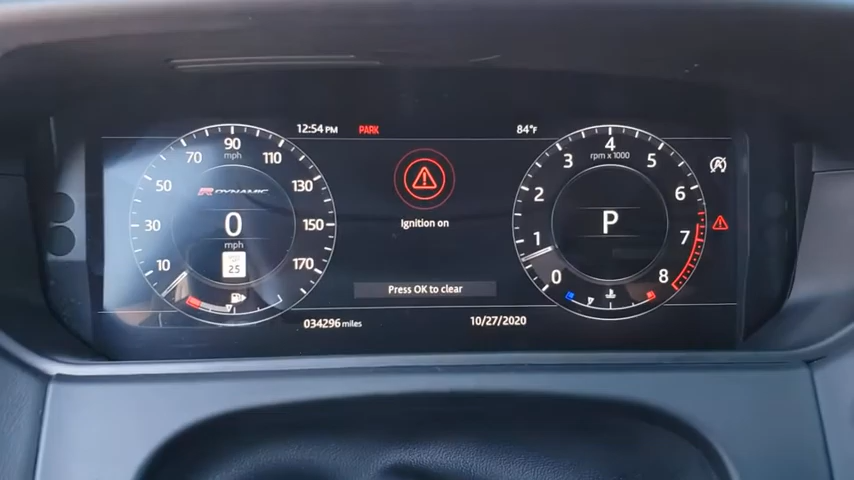 12:54 PM PARK 84°F
90
mph
70 110
50 130
R-DYNAMIC
30 0 150
mph
10 170
25
Ignition on
Press OK to clear
4
RPM x 1000
3 5
2 6
P
1 7
0 8
034296 miles 10/27/2020